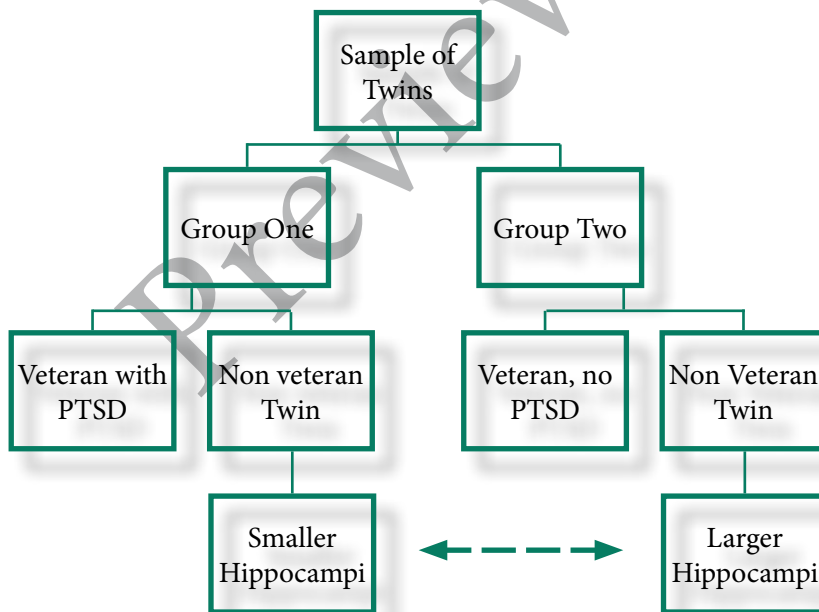 Preview
Sample of
Twins
Group One
Group Two
Veteran with
PTSD
Non veteran
Twin
Veteran, no
PTSD
Non Veteran
Twin
Smaller
Hippocampi
Larger
Hippocampi